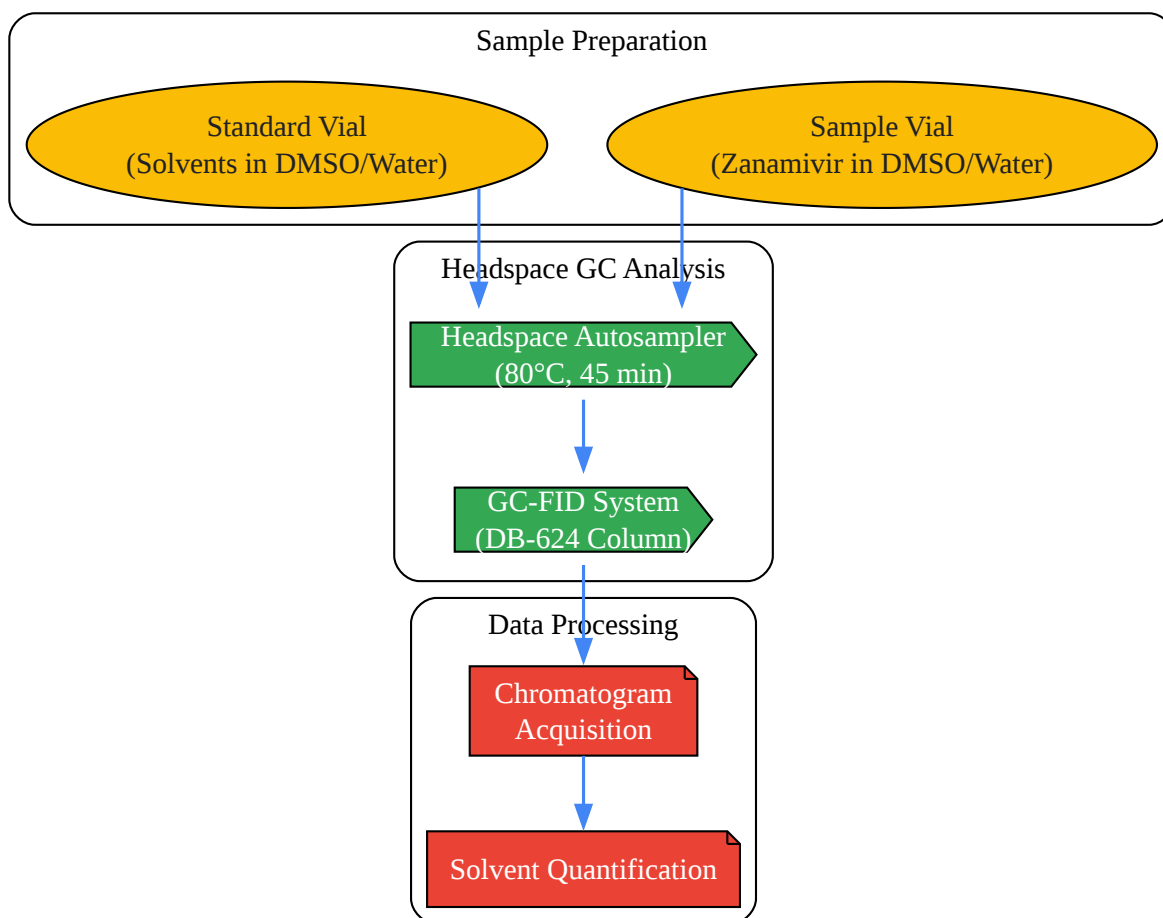 Sample Preparation
Standard Vial
(Solvents in DMSO/Water)
Sample Vial
(Zanamivir in DMSO/Water)
Headspace GC Analysis
Headspace Autosampler
(80°C, 45 min)
GC-FID System
(DB-624 Column)
Data Processing
Chromatogram
Acquisition
Solvent Quantification